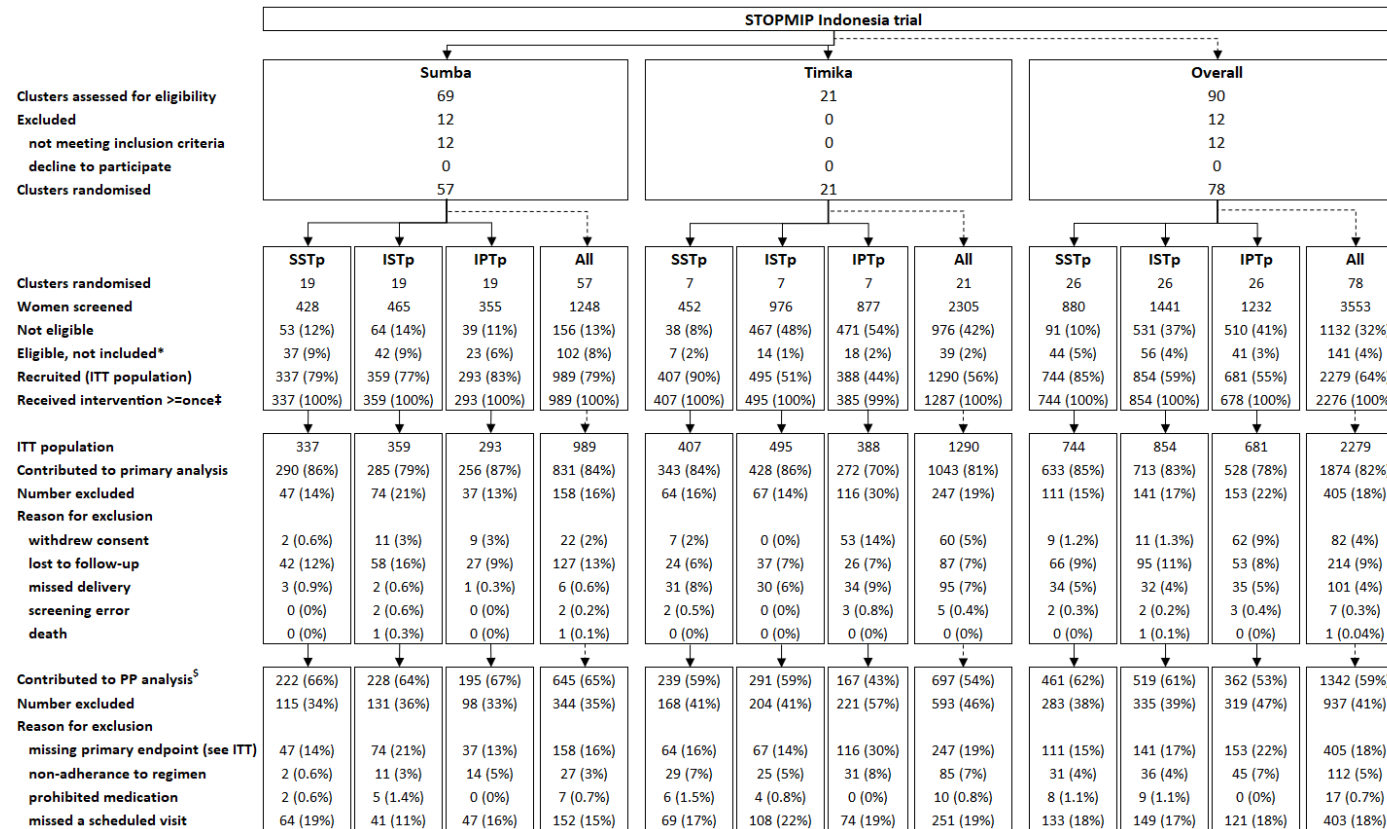 STOPMIP Indonesia trial
Sumba Timika Overall
Clusters assessed for eligibility 69 21 90
Excluded 12 0 12
not meeting inclusion criteria 12 0 12
decline to participate 0 0 0
Clusters randomised 57 21 78
SSTp ISTp IPTp All SSTp ISTp IPTp All SSTp ISTp IPTp All
Clusters randomised 19 19 19 57 7 7 7 21 26 26 26 78
Women screened 428 465 355 1248 452 976 877 2305 880 1441 1232 3553
Not eligible 53 (12%) 64 (14%) 39 (11%) 156 (13%) 38 (8%) 467 (48%) 471 (54%) 976 (42%) 91 (10%) 531 (37%) 510 (41%) 1132 (32%
Eligible, not included* 37 (9%) 42 (9%) 23 (6%) 102 (8%) 7 (2%) 14 (1%) 18 (2%) 39 (2%) 44 (5%) 56 (4%) 41 (3%) 141 (4%)
Recruited (ITT population) 337 (79%) 359 (77%) 293 (83%) 989 (79%) 407 (90%) 495 (51%) 388 (44%) 1290 (56%) 744 (85%) 854 (59%) 681 (55%) 2279 (64%
Received intervention >=once‡ 337 (100%) 359 (100%) 293 (100%) 989 (100%) 407 (100%) 495 (100%) 385 (99%) 1287 (100%) 744 (100%) 854 (100%) 678 (100%) 2276 (100%
ITT population 337 359 293 989 407 495 388 1290 744 854 681 2279
Contributed to primary analysis 290 (86%) 285 (79%) 256 (87%) 831 (84%) 343 (84%) 428 (86%) 272 (70%) 1043 (81%) 633 (85%) 713 (83%) 528 (78%) 1874 (82%
Number excluded 47 (14%) 74 (21%) 37 (13%) 158 (16%) 64 (16%) 67 (14%) 116 (30%) 247 (19%) 111 (15%) 141 (17%) 153 (22%) 405 (18%)
Reason for exclusion
withdrew consent 2 (0.6%) 11 (3%) 9 (3%) 22 (2%) 7 (2%) 0 (0%) 53 (14%) 60 (5%) 9 (1.2%) 11 (1.3%) 62 (9%) 82 (4%)
lost to follow-up 42 (12%) 58 (16%) 27 (9%) 127 (13%) 24 (6%) 37 (7%) 26 (7%) 87 (7%) 66 (9%) 95 (11%) 53 (8%) 214 (9%)
missed delivery 3 (0.9%) 2 (0.6%) 1 (0.3%) 6 (0.6%) 31 (8%) 30 (6%) 34 (9%) 95 (7%) 34 (5%) 32 (4%) 35 (5%) 101 (4%)
screening error 0 (0%) 2 (0.6%) 0 (0%) 2 (0.2%) 2 (0.5%) 0 (0%) 3 (0.8%) 5 (0.4%) 2 (0.3%) 2 (0.2%) 3 (0.4%) 7 (0.3%)
death 0 (0%) 1 (0.3%) 0 (0%) 1 (0.1%) 0 (0%) 0 (0%) 0 (0%) 0 (0%) 0 (0%) 1 (0.1%) 0 (0%) 1 (0.04%)
Contributed to PP analysis$ 222 (66%) 228 (64%) 195 (67%) 645 (65%) 239 (59%) 291 (59%) 167 (43%) 697 (54%) 461 (62%) 519 (61%) 362 (53%) 1342 (59%
Number excluded 115 (34%) 131 (36%) 98 (33%) 344 (35%) 168 (41%) 204 (41%) 221 (57%) 593 (46%) 283 (38%) 335 (39%) 319 (47%) 937 (41%)
Reason for exclusion
missing primary endpoint (see ITT) 47 (14%) 74 (21%) 37 (13%) 158 (16%) 64 (16%) 67 (14%) 116 (30%) 247 (19%) 111 (15%) 141 (17%) 153 (22%) 405 (18%)
non-adherence to regimen 2 (0.6%) 11 (3%) 14 (5%) 27 (3%) 29 (7%) 25 (5%) 31 (8%) 85 (7%) 31 (4%) 36 (4%) 45 (7%) 112 (5%)
prohibited medication 2 (0.6%) 5 (1.4%) 0 (0%) 7 (0.7%) 6 (1.5%) 4 (0.8%) 0 (0%) 10 (0.8%) 8 (1.1%) 9 (1.1%) 0 (0%) 17 (0.7%)
missed a scheduled visit 64 (19%) 41 (11%) 47 (16%) 152 (15%) 69 (17%) 108 (22%) 74 (19%) 251 (19%) 133 (18%) 149 (17%) 121 (18%) 403 (18%)